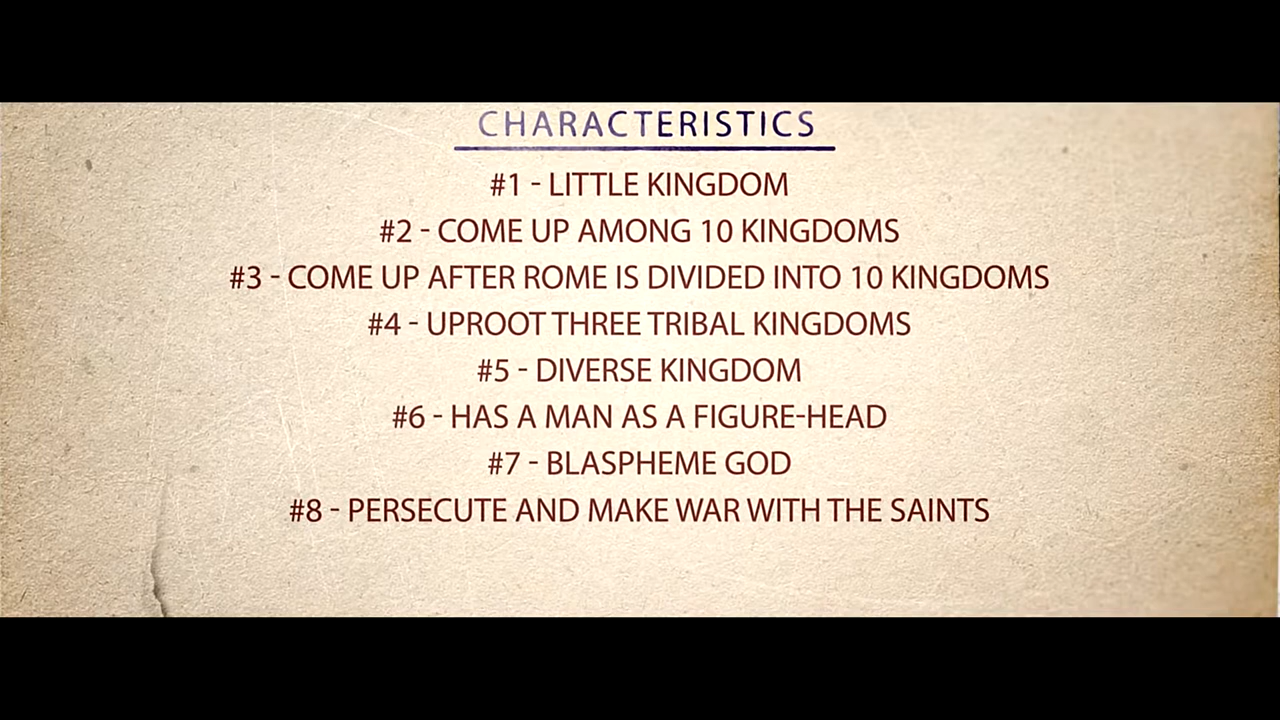 CHARACTERISTICS
#1 - LITTLE KINGDOM
#2 - COME UP AMONG 10 KINGDOMS
#3 - COME UP AFTER ROME IS DIVIDED INTO 10 KINGDOMS
#4 - UPROOT THREE TRIBAL KINGDOMS
#5 - DIVERSE KINGDOM
#6 - HAS A MAN AS A FIGURE-HEAD
#7 - BLASPHEME GOD
#8 - PERSECUTE AND MAKE WAR WITH THE SAINTS